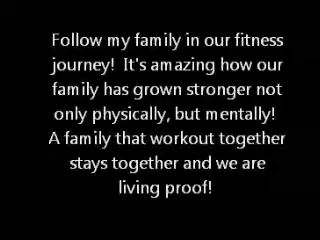 Follow my family in our fitness
journey!  It's amazing how our
family has grown stronger not
only physically, but mentally!
A family that workout together
stays together and we are
living proof!